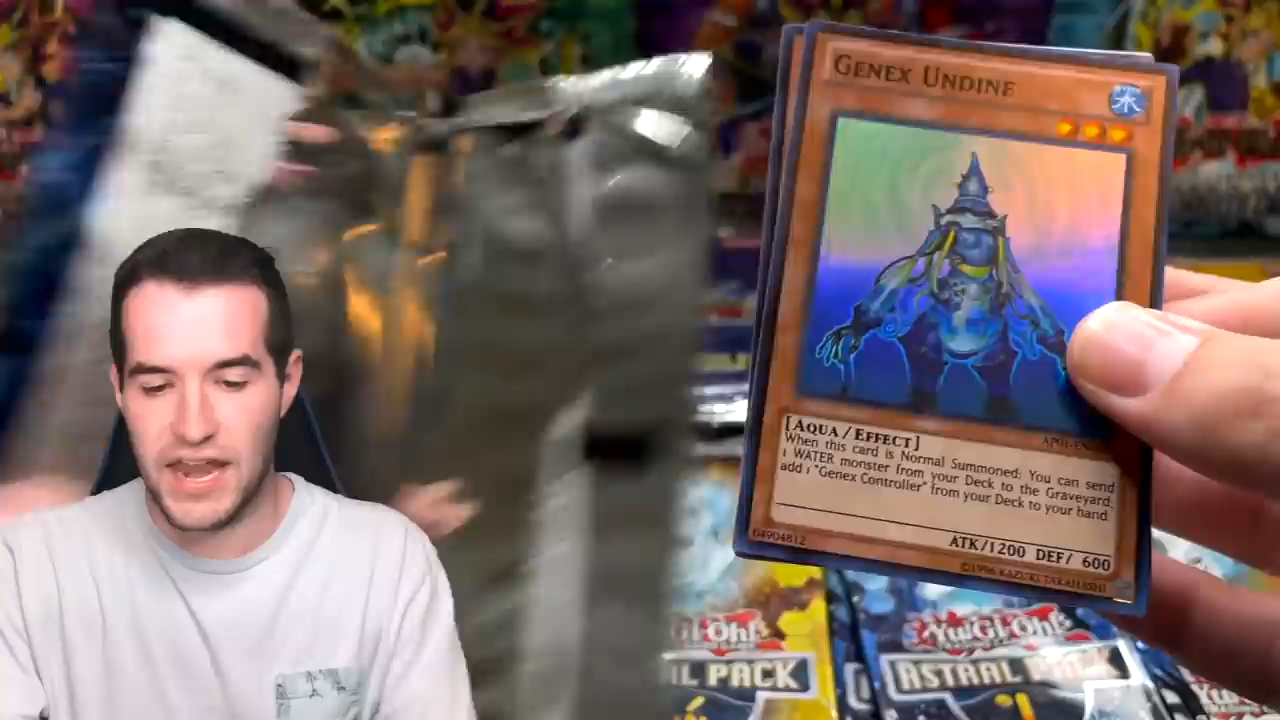 GENEX UNDINE
[AQUA/EFFECT]
When this card is Normal Summoned: You can send
1 WATER monster from your Deck to the Graveyard;
add 1 "Genex Controller" from your Deck to your hand.
ATK/1200 DEF/ 600
04904812
©1996 KAZUKI TAKAHASHI
Yu-Gi-Oh!
L PACK
Yu-Gi-Oh!
ASTRAL PACK
Yu-Gi